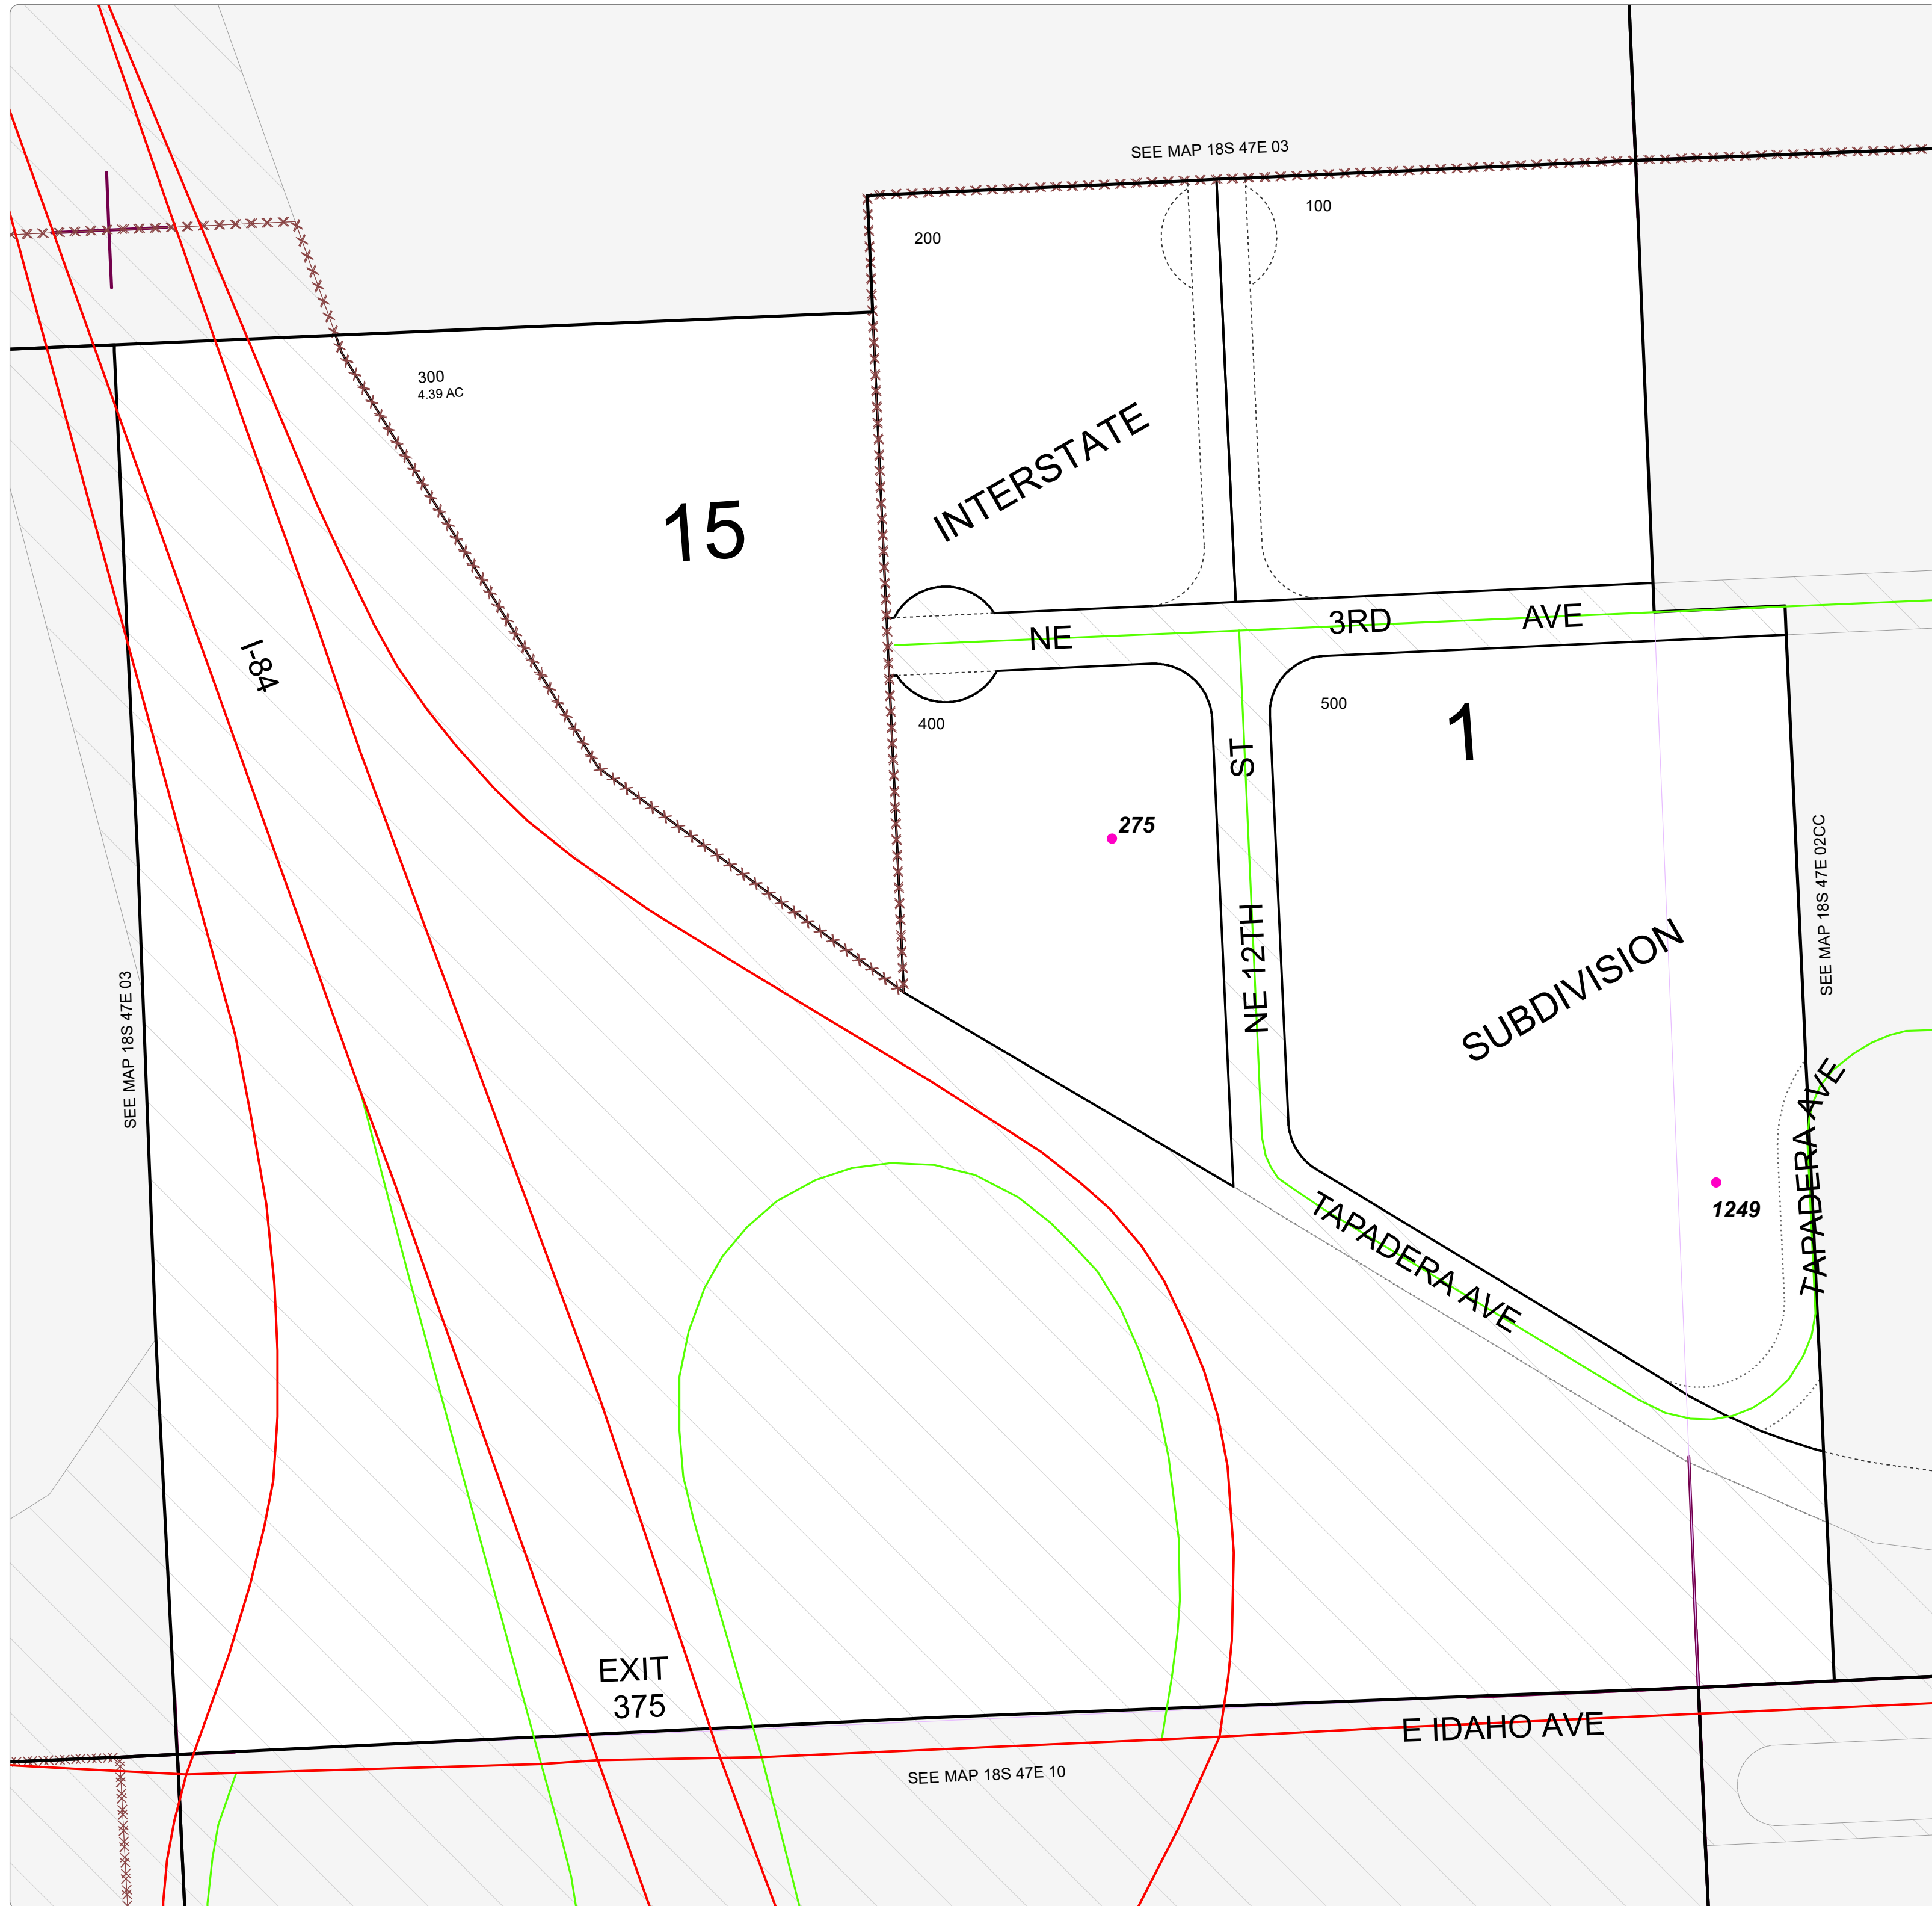 SEE MAP 18S 47E 03
100
200
300
4.39 AC
INTERSTATE
15
NE 3RD AVE
I-84
400
500
1
ST
275
NE 12TH
SUBDIVISION
SEE MAP 18S 47E 02CC
SEE MAP 18S 47E 03
TAPADERA AVE
1249
TAPADERA AVE
EXIT
375
E IDAHO AVE
SEE MAP 18S 47E 10